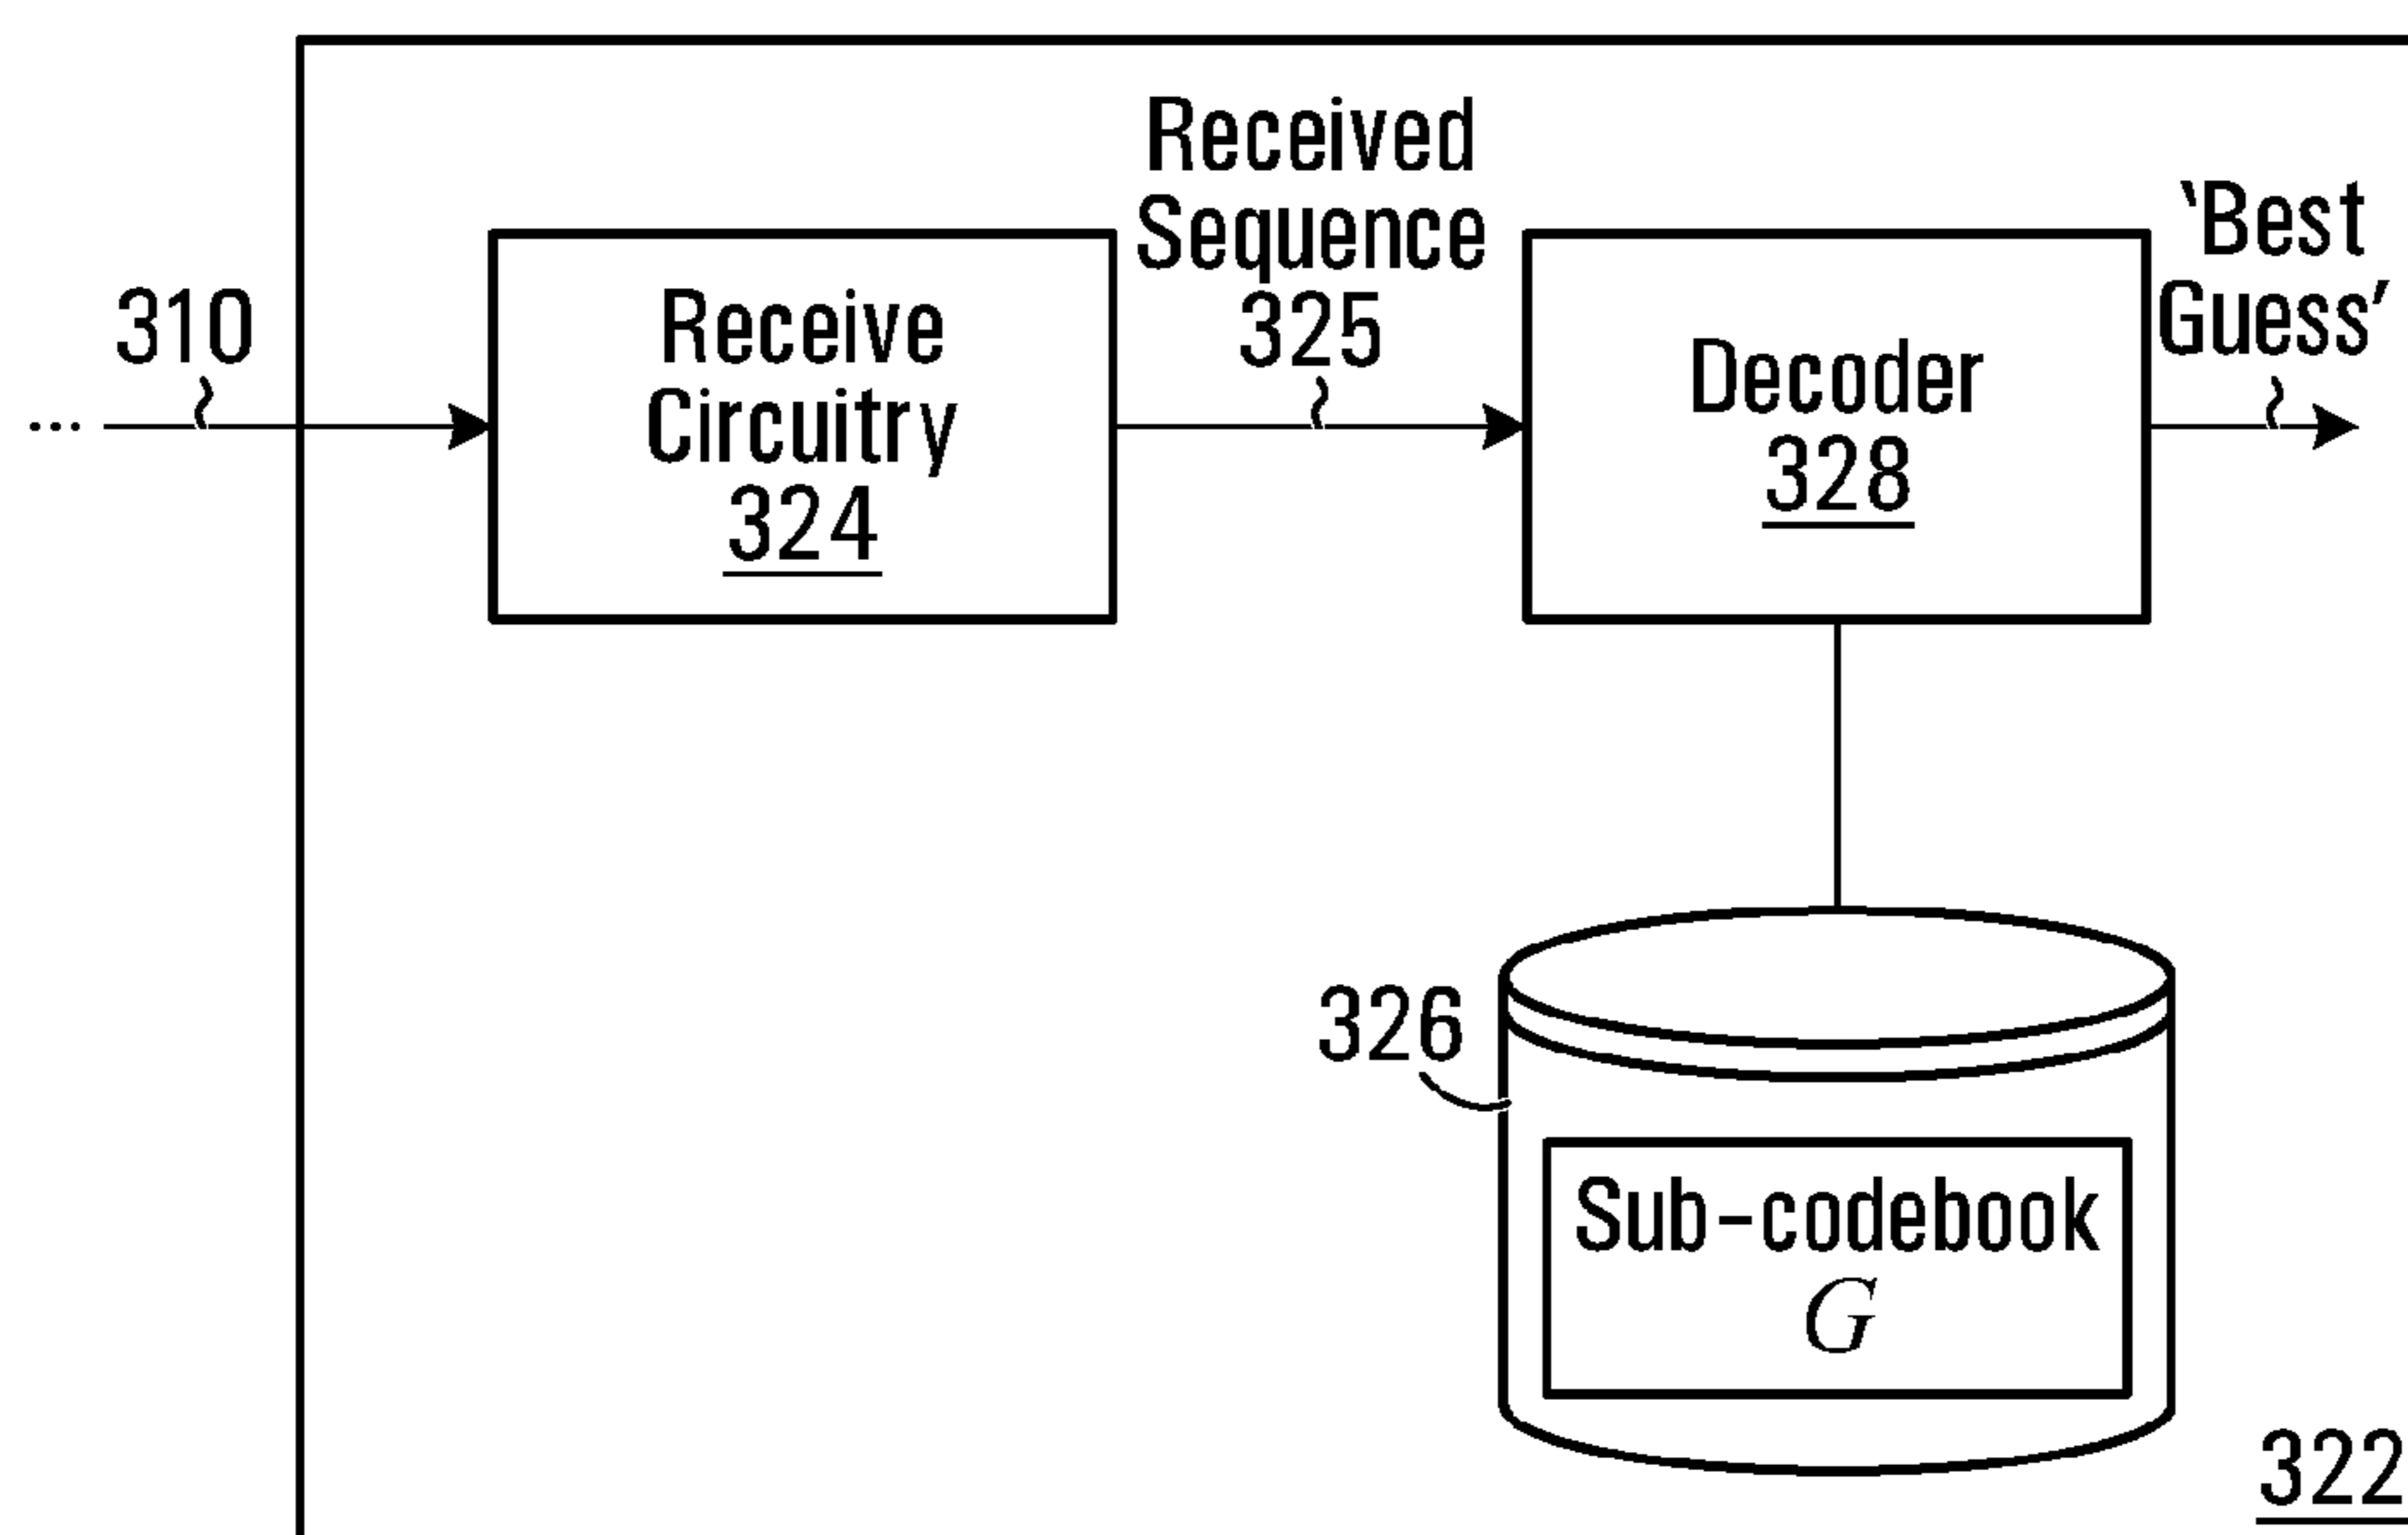 310
...
Receive
Circuitry
324
Received
Sequence
325
Decoder
328
‵Best
Guess′
326
Sub-codebook
G
322